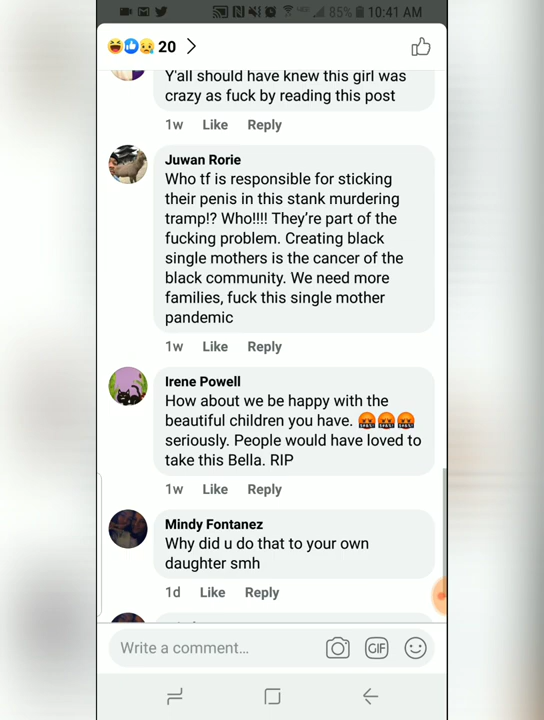 85% 10:41 AM
20
Y'all should have knew this girl was
crazy as fuck by reading this post
1w Like Reply
Juwan Rorie
Who tf is responsible for sticking
their penis in this stank murdering
tramp!? Who!!!! They're part of the
fucking problem. Creating black
single mothers is the cancer of the
black community. We need more
families, fuck this single mother
pandemic
1w Like Reply
Irene Powell
How about we be happy with the
beautiful children you have. 🤬🤬🤬
seriously. People would have loved to
take this Bella. RIP
1w Like Reply
Mindy Fontanez
Why did u do that to your own
daughter smh
1d Like Reply
Write a comment...
GIF